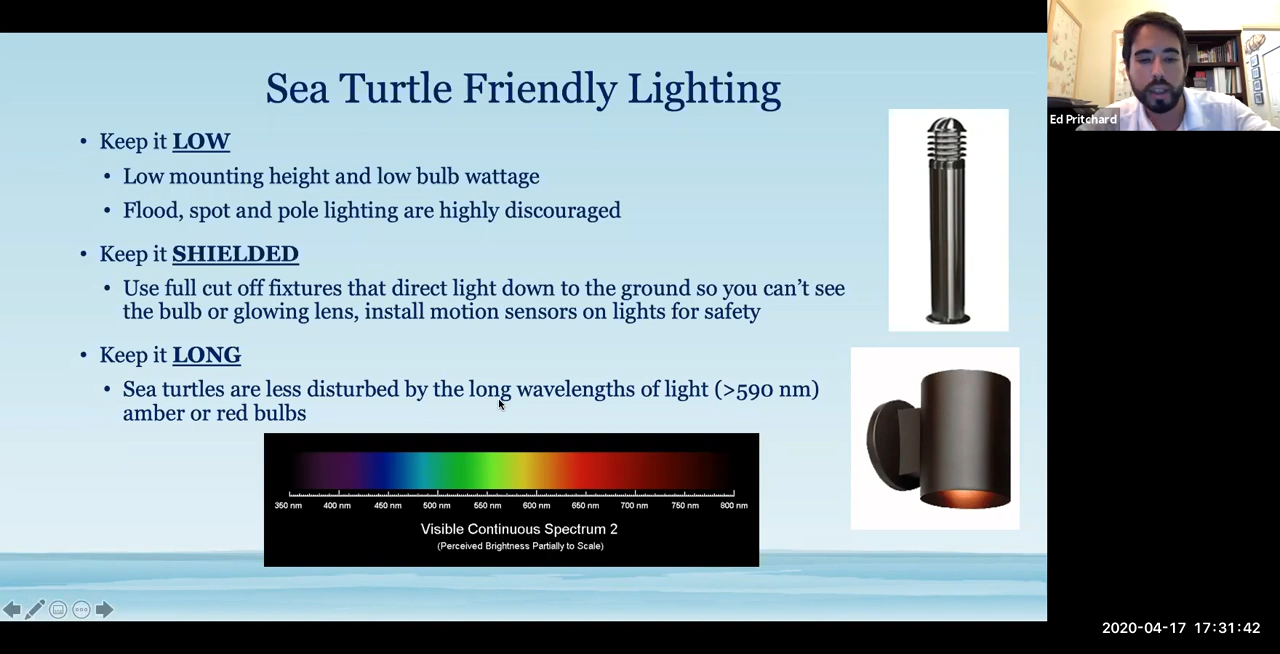 Sea Turtle Friendly Lighting
• Keep it LOW
• Low mounting height and low bulb wattage
• Flood, spot and pole lighting are highly discouraged
• Keep it SHIELDED
• Use full cut off fixtures that direct light down to the ground so you can’t see
the bulb or glowing lens, install motion sensors on lights for safety
• Keep it LONG
• Sea turtles are less disturbed by the long wavelengths of light (>590 nm)
amber or red bulbs
350 nm 400 nm 450 nm 500 nm 550 nm 600 nm 650 nm 700 nm 750 nm 800 nm
Visible Continuous Spectrum 2
(Perceived Brightness Partially to Scale)
Ed Pritchard
2020-04-17 17:31:42